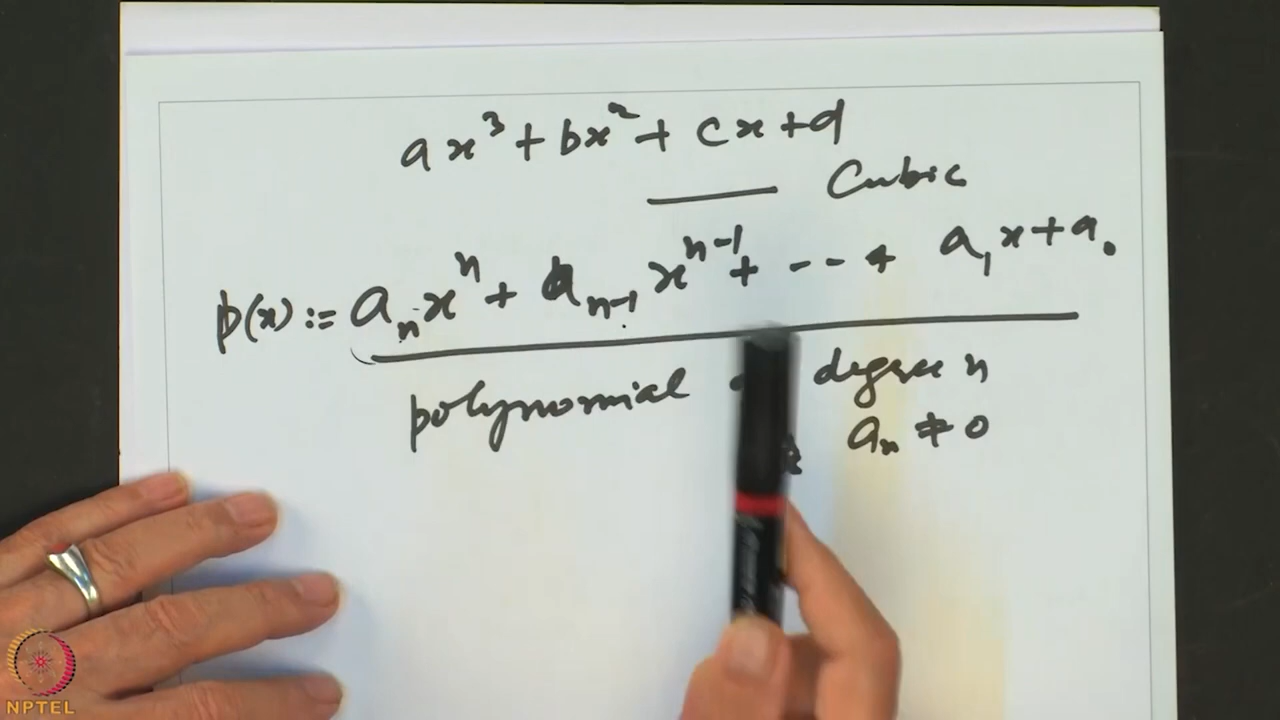 ax³ + bx² + cx + d
Cubic
p(x) := aₙxⁿ + aₙ₋₁xⁿ⁻¹ + --- + a₁x + a₀
polynomial degree n
aₙ ≠ 0
NPTEL